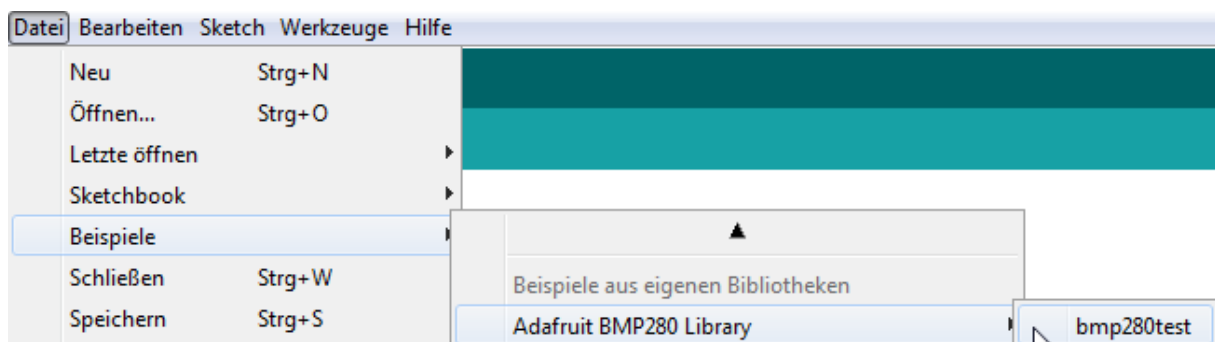 Datei Bearbeiten Sketch Werkzeuge Hilfe
Neu Strg+N
Öffnen... Strg+O
Letzte öffnen
Sketchbook
Beispiele
Schließen Strg+W
Beispiele aus eigenen Bibliotheken
Speichern Strg+S
Adafruit BMP280 Library
bmp280test